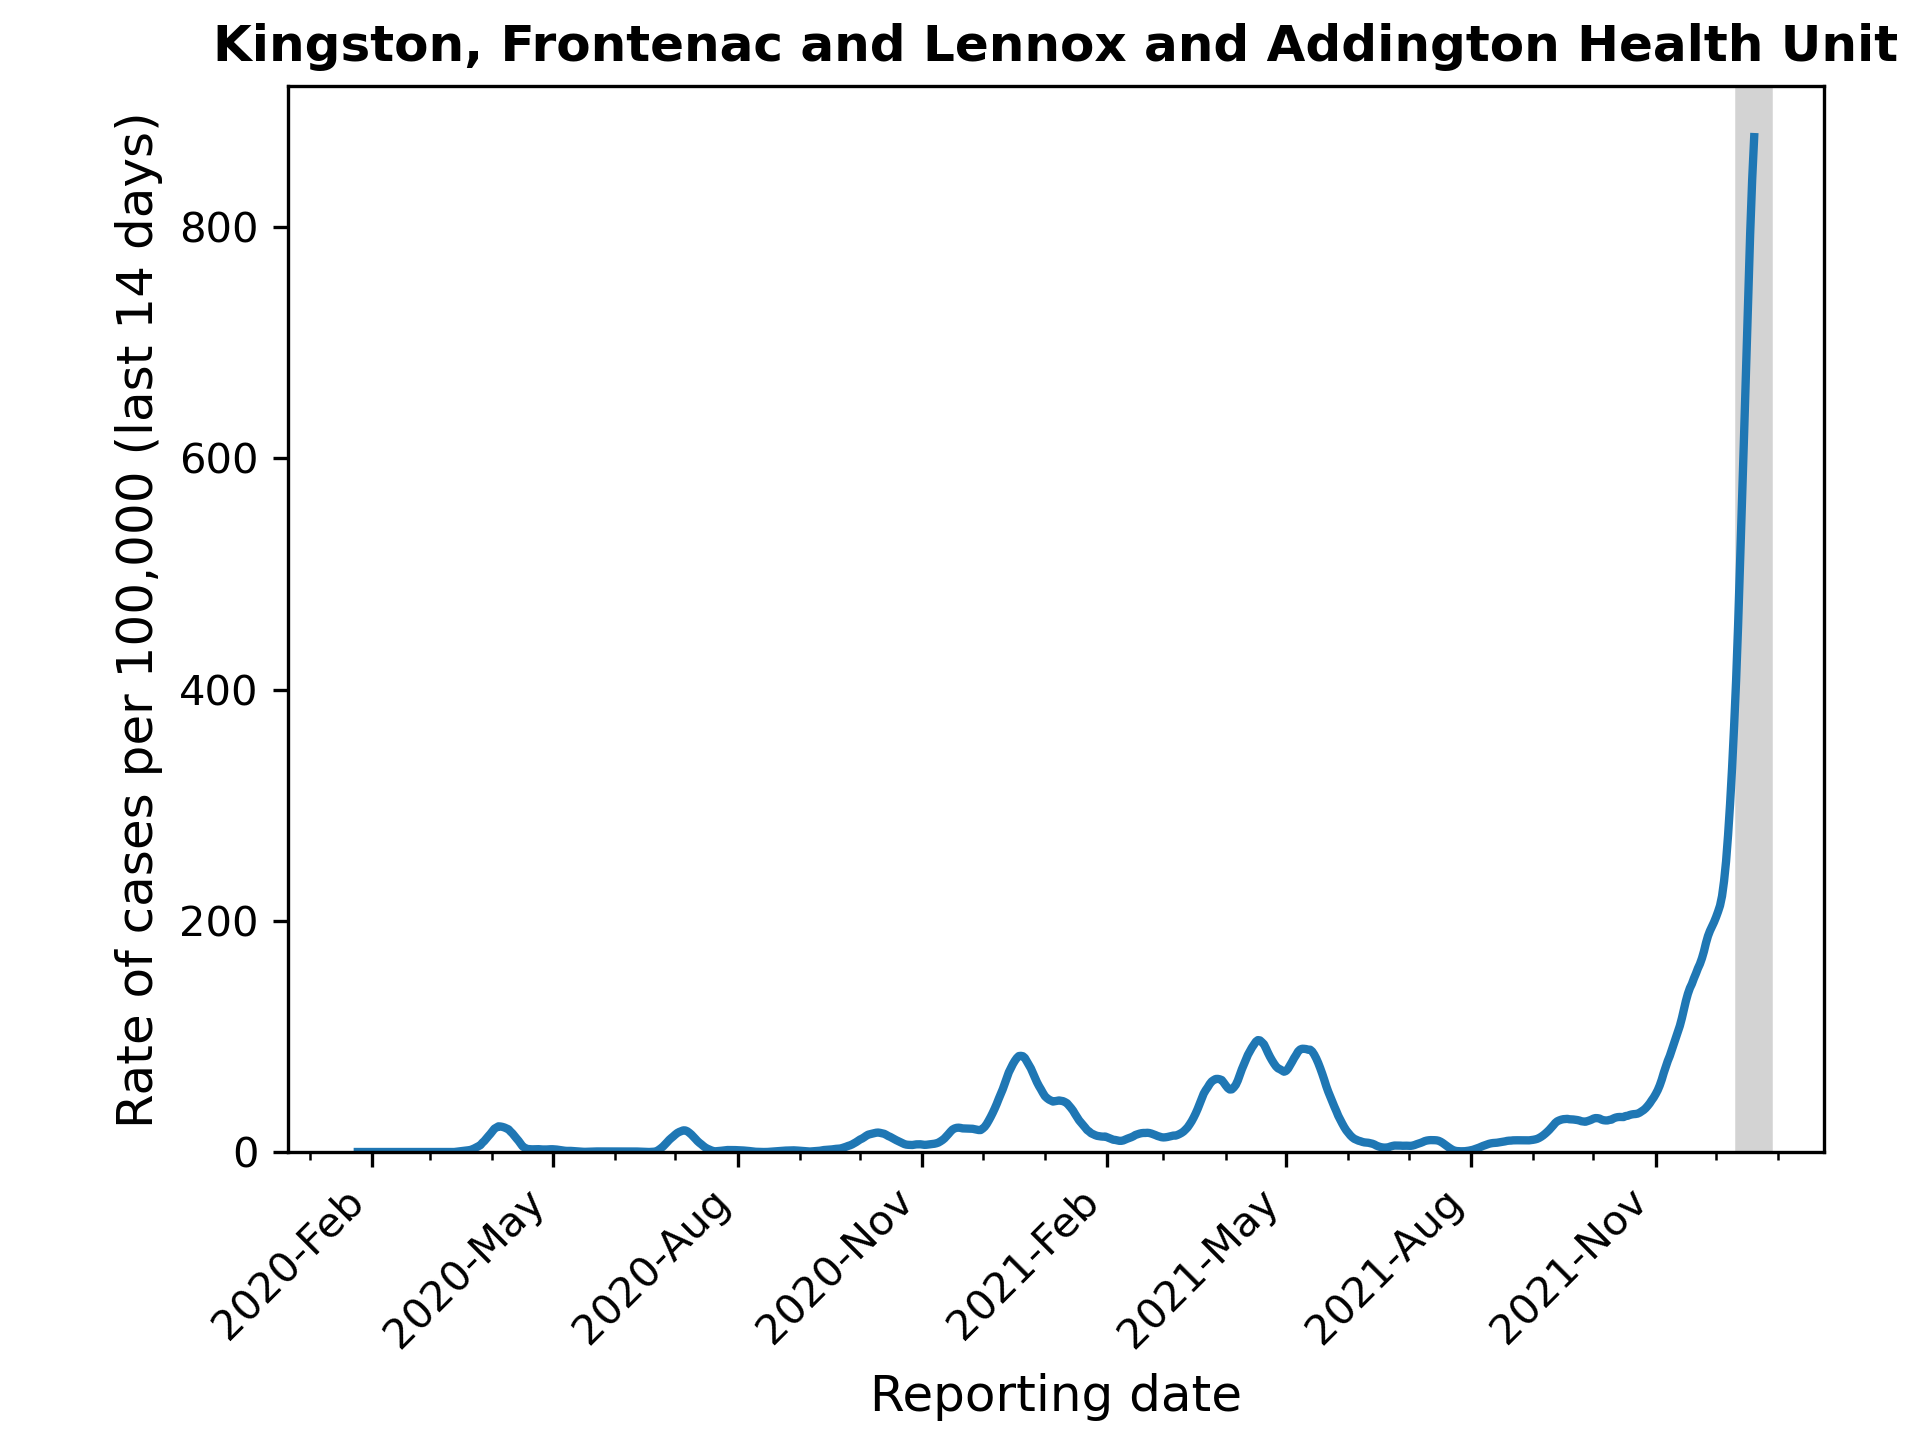 Kingston, Frontenac and Lennox and Addington Health Unit
Rate of cases per 100,000 (last 14 days)
800
600
400
200
0
2020-Feb
2020-May
2020-Aug
2020-Nov
2021-Feb
2021-May
2021-Aug
2021-Nov
Reporting date